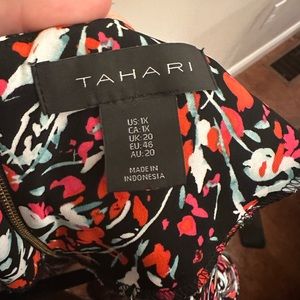 TAHARI
US: 1X
CA: 1X
UK: 20
EU: 46
AU: 20
MADE IN
INDONESIA